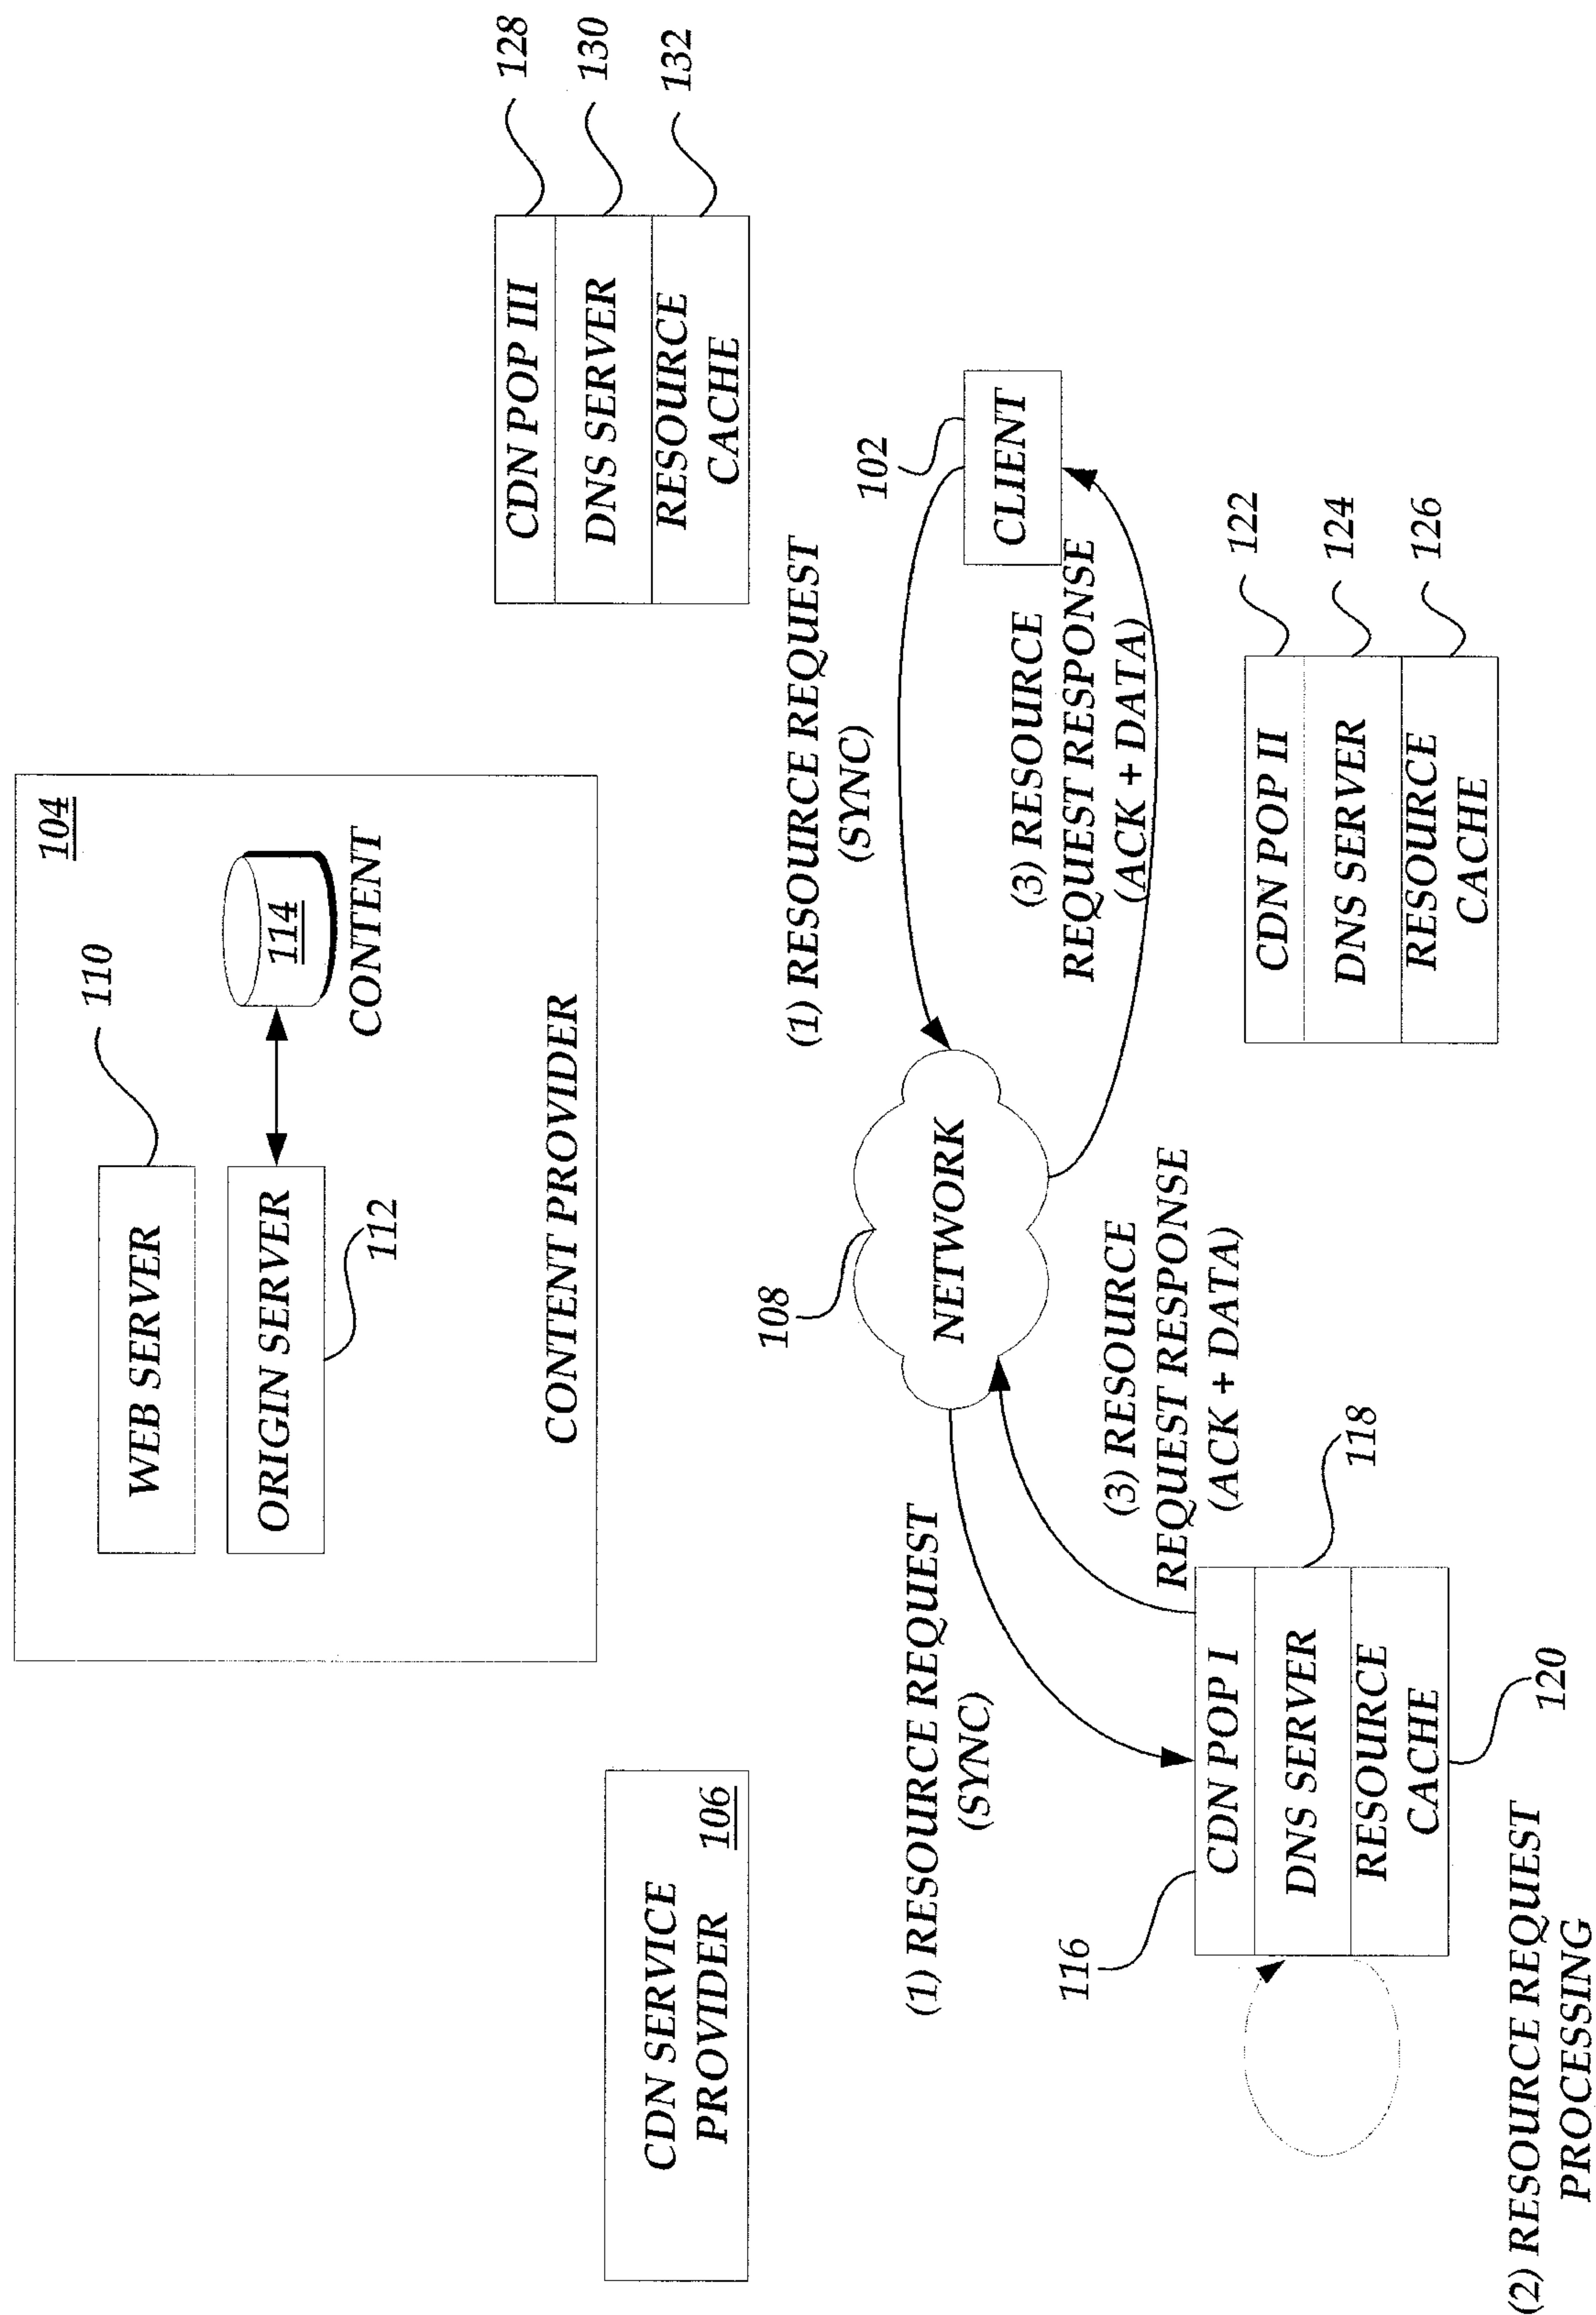 104
WEB SERVER
110
ORIGIN SERVER
112
114
CONTENT
CONTENT PROVIDER
CDN SERVICE
PROVIDER
106
CDN POP III
128
DNS SERVER
130
RESOURCE
CACHE
132
108
NETWORK
(1) RESOURCE REQUEST
(SYNC)
102
CLIENT
(3) RESOURCE
REQUEST RESPONSE
(ACK + DATA)
(1) RESOURCE REQUEST
(SYNC)
(3) RESOURCE
REQUEST RESPONSE
(ACK + DATA)
116
CDN POP I
DNS SERVER
118
RESOURCE
CACHE
120
(2) RESOURCE REQUEST
PROCESSING
CDN POP II
122
DNS SERVER
124
RESOURCE
CACHE
126